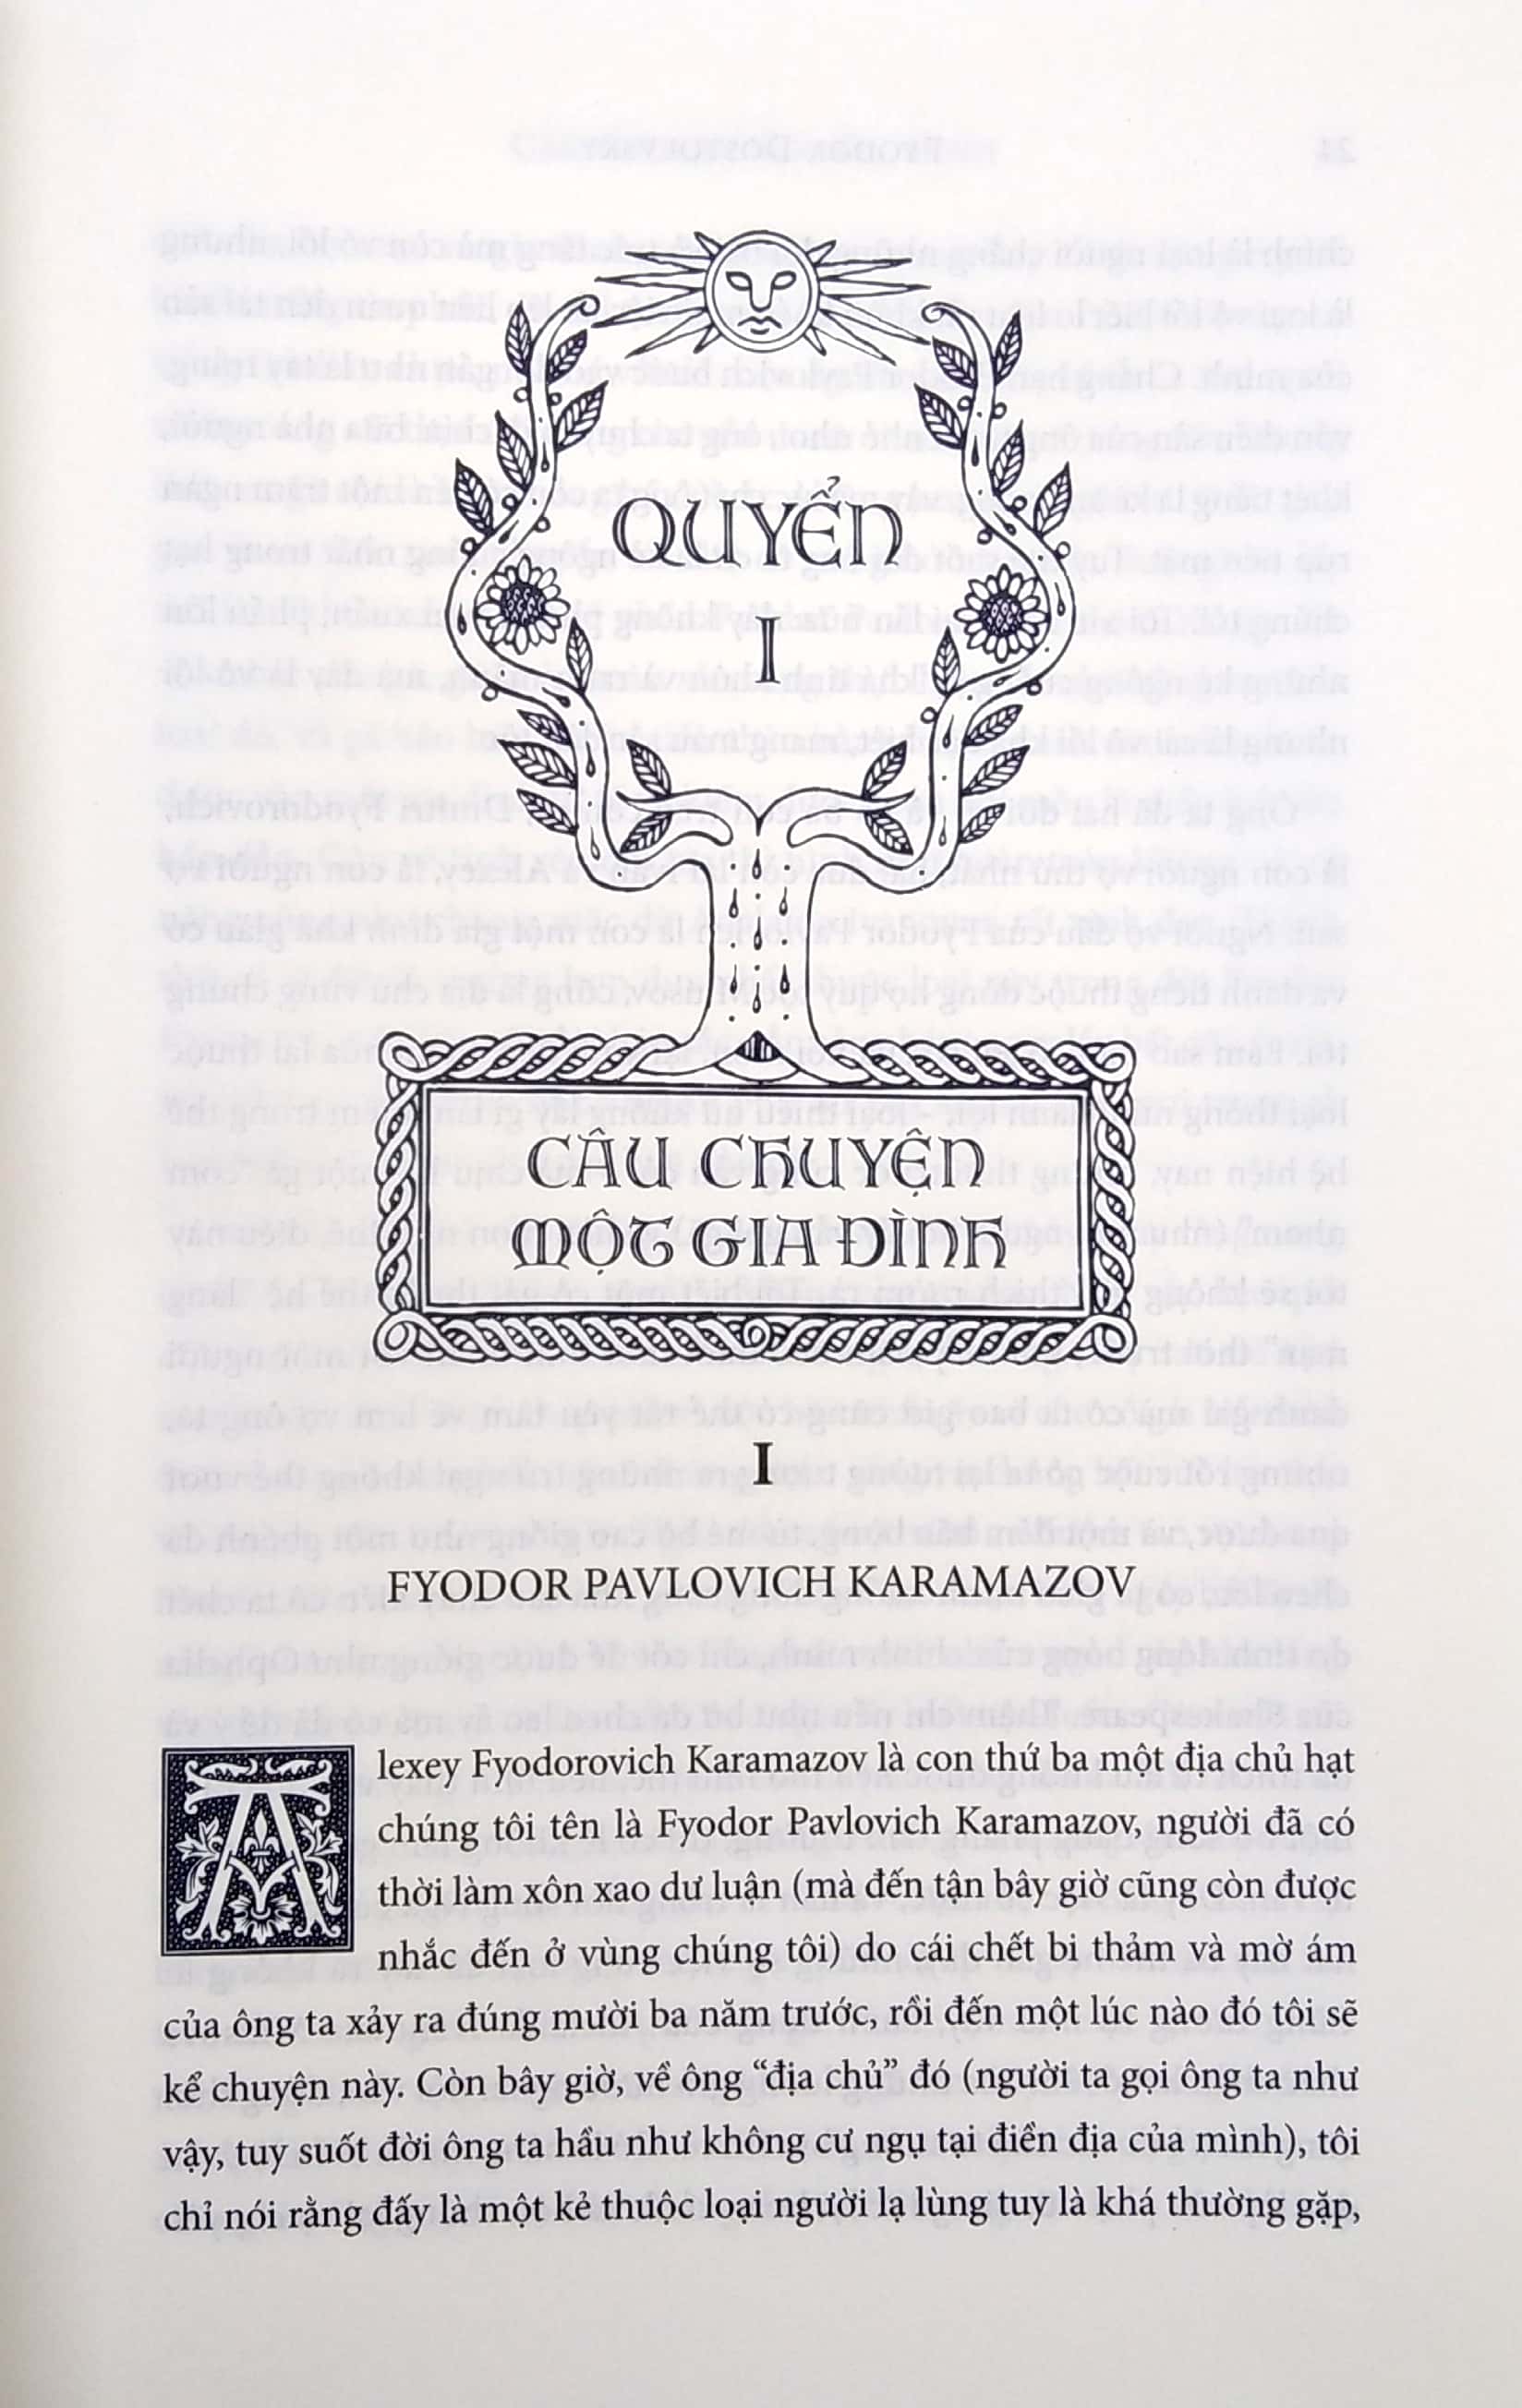 QUYỂN
I
CÂU CHUYỆN
MỘT GIA ĐÌNH
I
FYODOR PAVLOVICH KARAMAZOV
Alexey Fyodorovich Karamazov là con thứ ba một địa chủ hạt
chúng tôi tên là Fyodor Pavlovich Karamazov, người đã có
thời làm xôn xao dư luận (mà đến tận bây giờ cũng còn được
nhắc đến ở vùng chúng tôi) do cái chết bi thảm và mờ ám
của ông ta xảy ra đúng mười ba năm trước, rồi đến một lúc nào đó tôi sẽ
kể chuyện này. Còn bây giờ, về ông “địa chủ” đó (người ta gọi ông ta như
vậy, tuy suốt đời ông ta hầu như không cư ngụ tại điền địa của mình), tôi
chỉ nói rằng đấy là một kẻ thuộc loại người lạ lùng tuy là khá thường gặp,